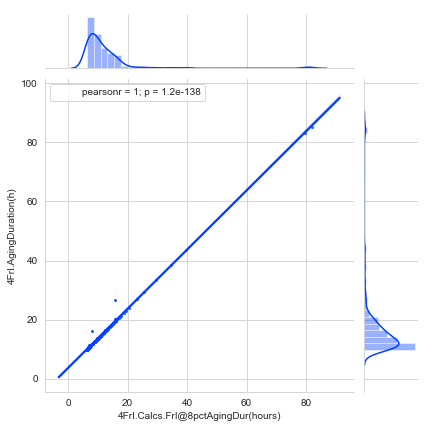 pearsonr = 1; p = 1.2e-138
100
80
60
40
20
0
4Frl.AgingDuration(h)
0 20 40 60 80
4Frl.Calcs.Frl@8pctAgingDur(hours)